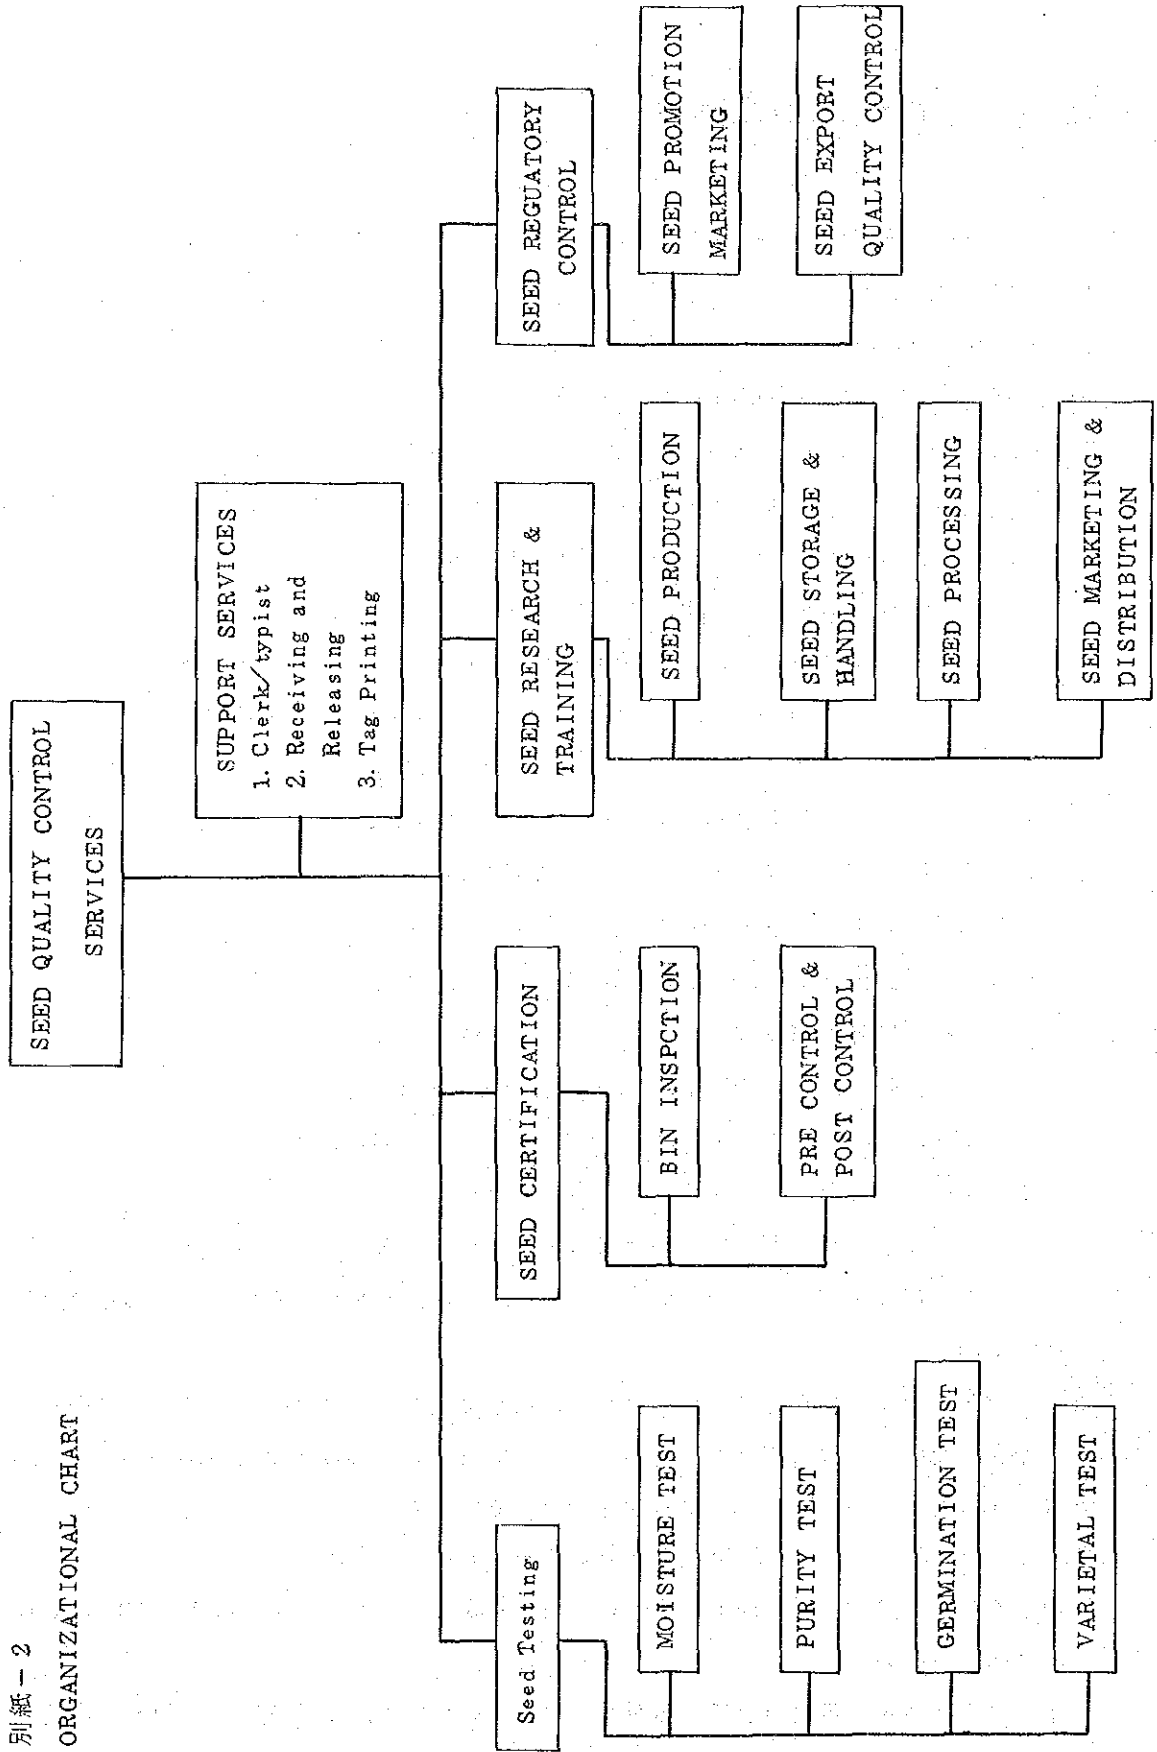 別紙－2
ORGANIZATIONAL CHART
SEED QUALITY CONTROL
SERVICES
SUPPORT SERVICES
1. Clerk/typist
2. Receiving and
Releasing
3. Tag Printing
Seed Testing
MOISTURE TEST
PURITY TEST
GERMINATION TEST
VARIETAL TEST
SEED CERTIFICATION
BIN INSPCTION
PRE CONTROL &
POST CONTROL
SEED RESEARCH &
TRAINING
SEED PRODUCTION
SEED STORAGE &
HANDLING
SEED PROCESSING
SEED MARKETING &
DISTRIBUTION
SEED REGUATORY
CONTROL
SEED PROMOTION
MARKETING
SEED EXPORT
QUALITY CONTROL